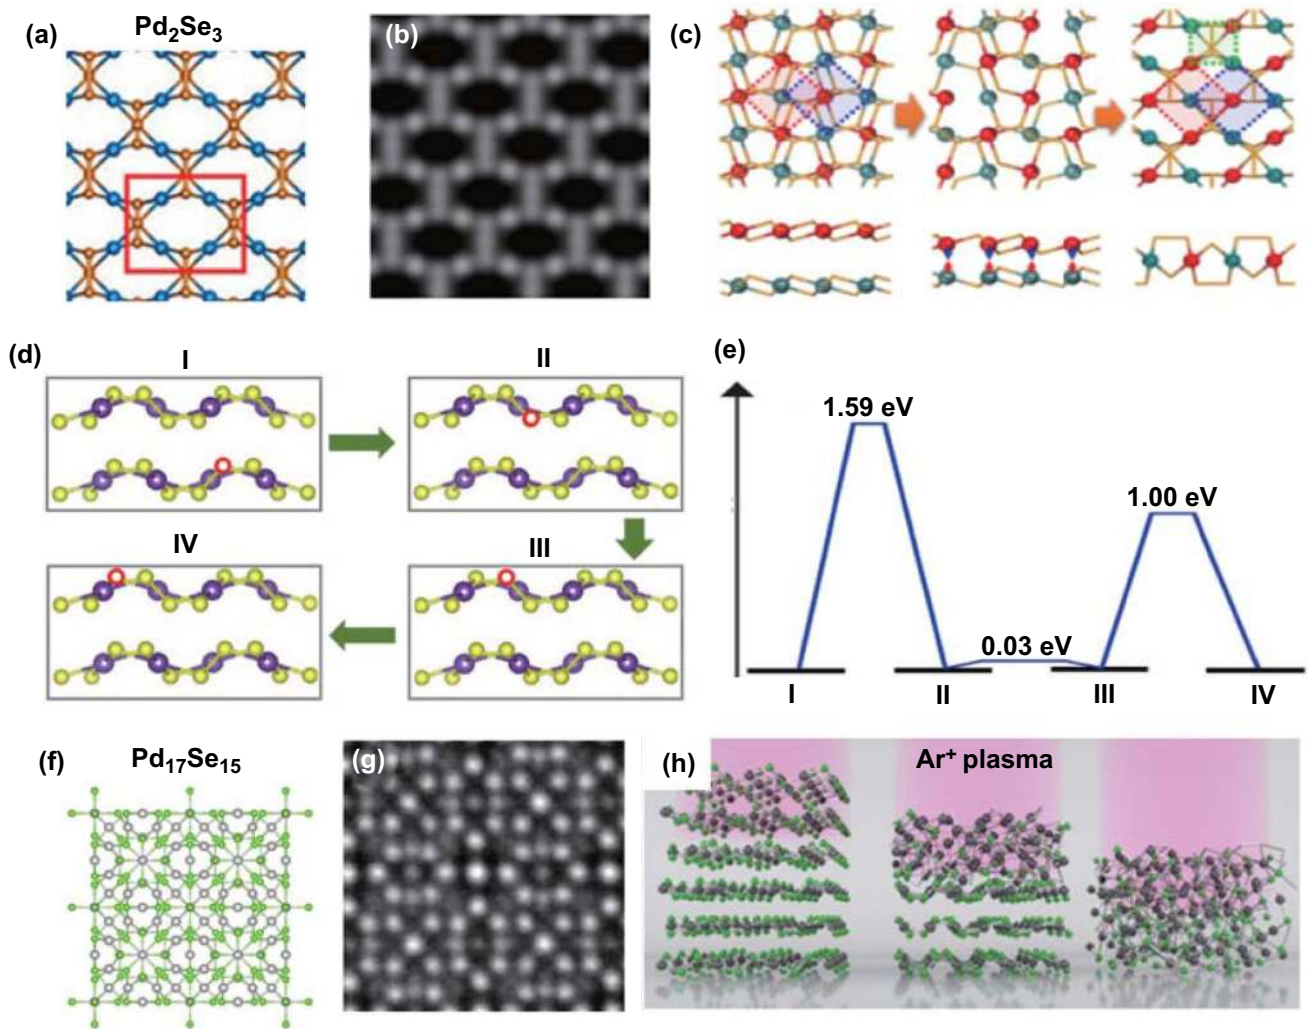 (a)
Pd₂Se₃
(b)
(c)
(d)
I
II
IV
III
(e)
1.59 eV
1.00 eV
0.03 eV
I
II
III
IV
(f)
Pd₁₇Se₁₅
(g)
(h)
Ar⁺ plasma